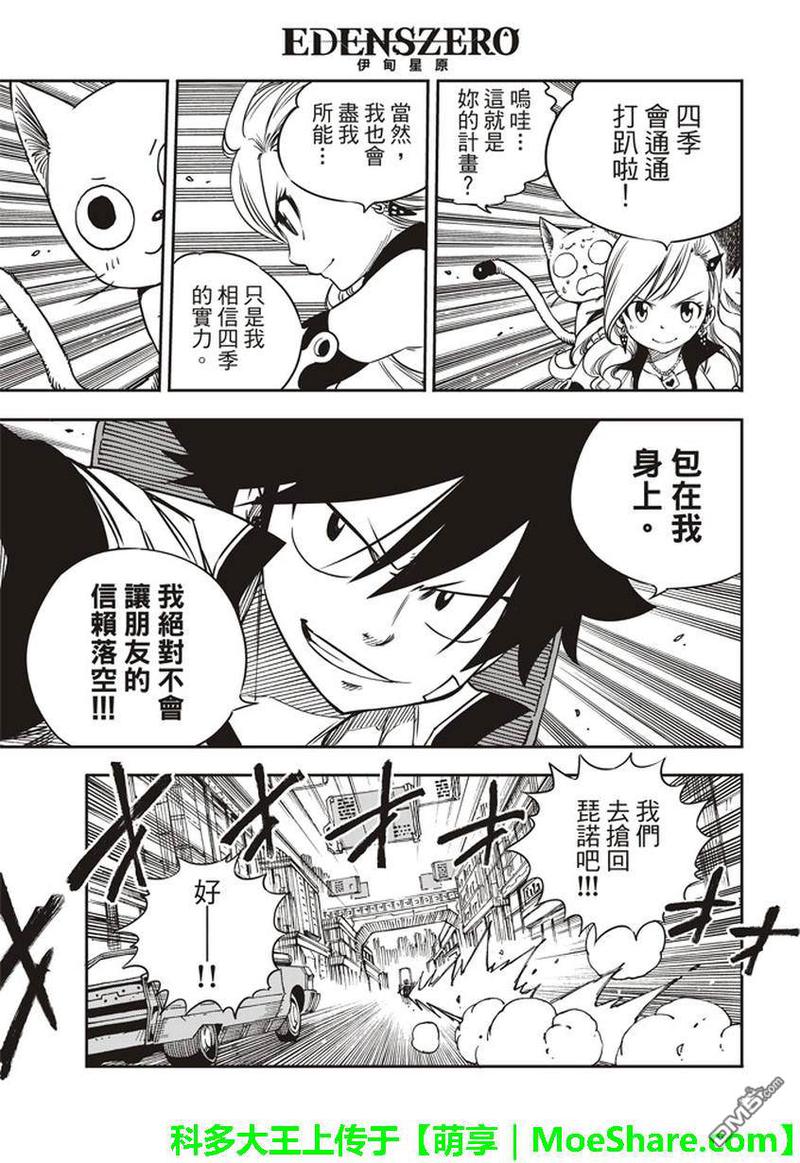 EDENSZERO
伊甸星原
四季
會通通
打趴啦！
嗚哇…
這就是
妳的計畫？
當然，
我也會
盡我
所能…
只是我
相信四季
的實力。
包在我
身上。
我絕對不會
讓朋友的
信賴落空!!!
我們
去搶回
琵諾吧!!!
好——!!
科多大王上传于【萌享｜MoeShare.com】
DM5.com